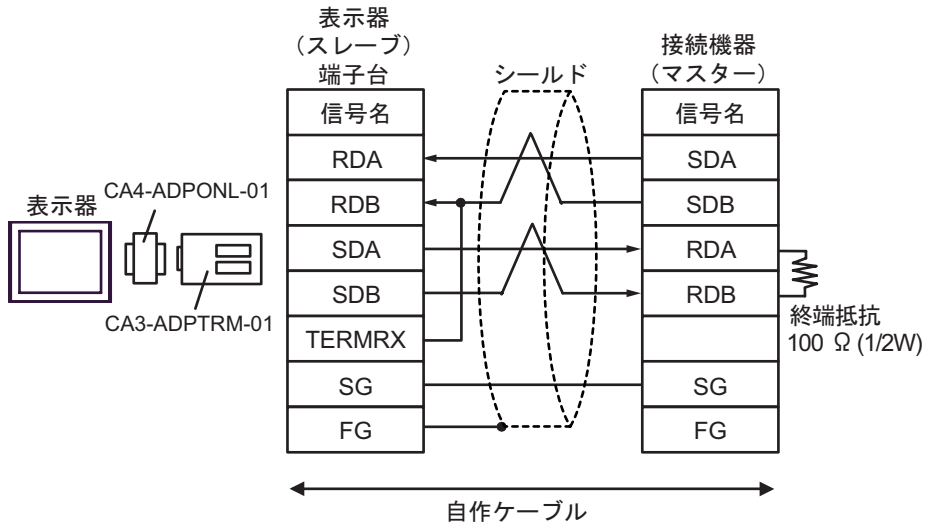 表示器
（スレーブ）
端子台
シールド
接続機器
（マスター）
信号名
信号名
RDA
SDA
RDB
SDB
SDA
RDA
SDB
RDB
TERMRX
SG
SG
FG
FG
表示器
CA4-ADPONL-01
CA3-ADPTRM-01
終端抵抗
100 Ω (1/2W)
自作ケーブル